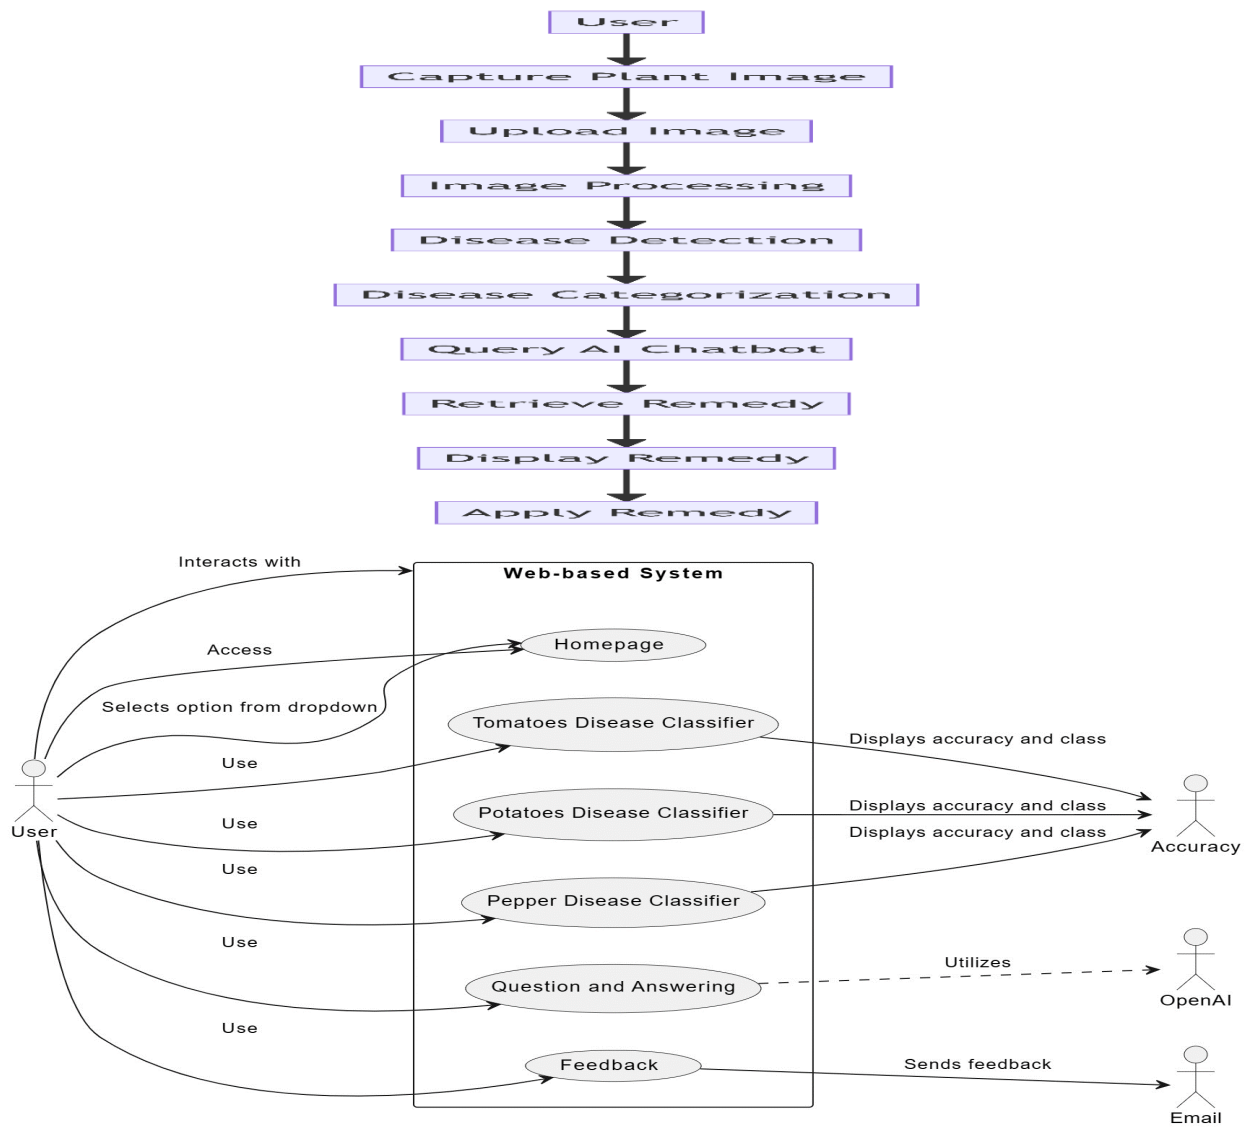 User
Capture Plant Image
Upload Image
Image Processing
Disease Detection
Disease Categorization
Query AI Chatbot
Retrieve Remedy
Display Remedy
Apply Remedy
Interacts with
Web-based System
Access
Homepage
Selects option from dropdown
Tomatoes Disease Classifier
Displays accuracy and class
Use
Potatoes Disease Classifier
Displays accuracy and class
Use
User
Displays accuracy and class
Accuracy
Use
Pepper Disease Classifier
Use
Question and Answering
Utilizes
OpenAI
Use
Feedback
Sends feedback
Email